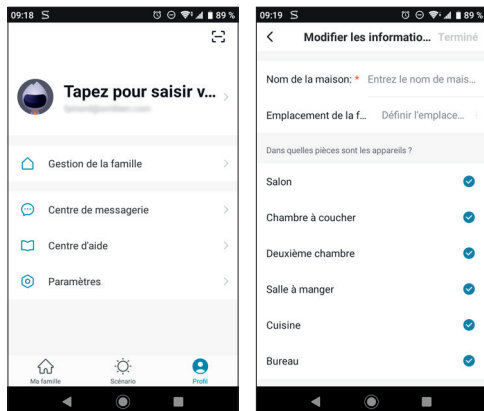 09:18 S 89 %
Tapez pour saisir v...
Gestion de la famille
Centre de messagerie
Centre d'aide
Paramètres
Ma famille Scénario Profil
09:19 S 89 %
Modifier les informatio... Terminé
Nom de la maison: * Entrez le nom de mais...
Emplacement de la f... Définir l'emplace...
Dans quelles pièces sont les appareils ?
Salon
Chambre à coucher
Deuxième chambre
Salle à manger
Cuisine
Bureau